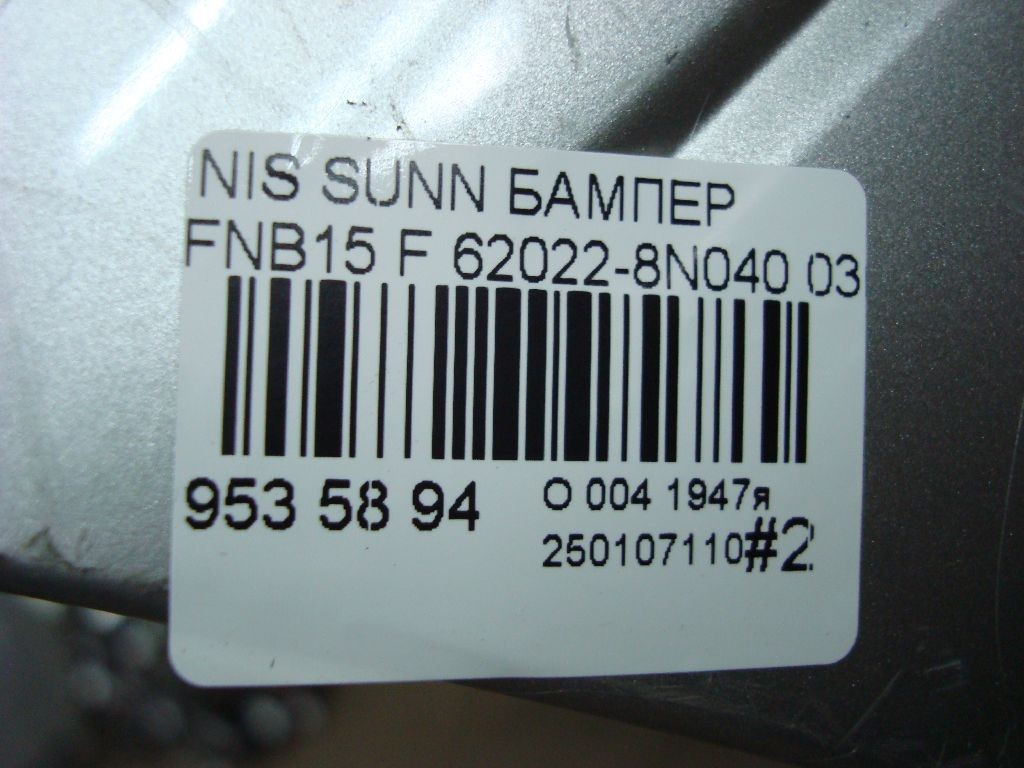 NIS SUNN БАМПЕР
FNB15 F 62022-8N040 03
953 58 94
О 004 1947я
250107110#2